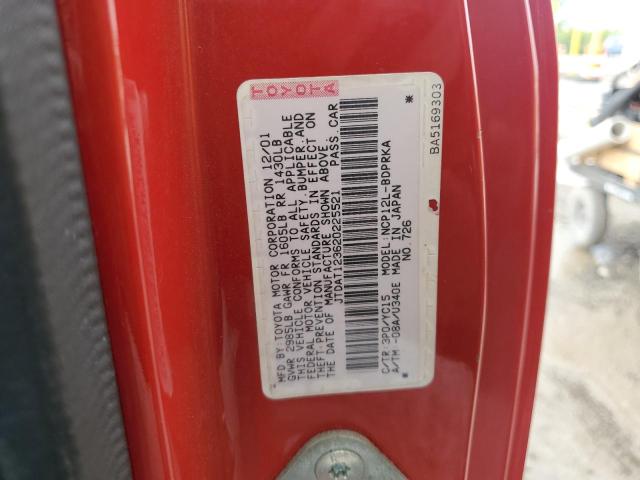 TOYOTA
MFD BY: TOYOTA MOTOR CORPORATION 12/01
GVWR 2985LB GAWR FR 1605LB RR 1430LB
THIS VEHICLE CONFORMS TO ALL APPLICABLE
FEDERAL MOTOR VEHICLE SAFETY, BUMPER, AND
THEFT PREVENTION STANDARDS IN EFFECT ON
THE DATE OF MANUFACTURE SHOWN ABOVE.
JTDAT123620225521 PASS.CAR
C/TR:3P0/YC15 MODEL:NCP12L-BDPRKA
A/TM -08A/U340E MADE IN JAPAN
* NO.726 *
BA5169303